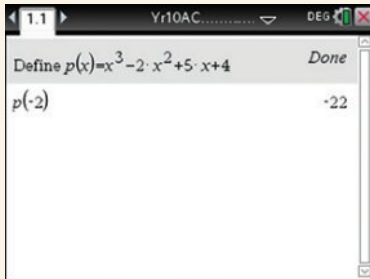 1.1 Yr10AC............ DEG
Define p(x)=x³−2·x²+5·x+4 Done
p(-2) -22